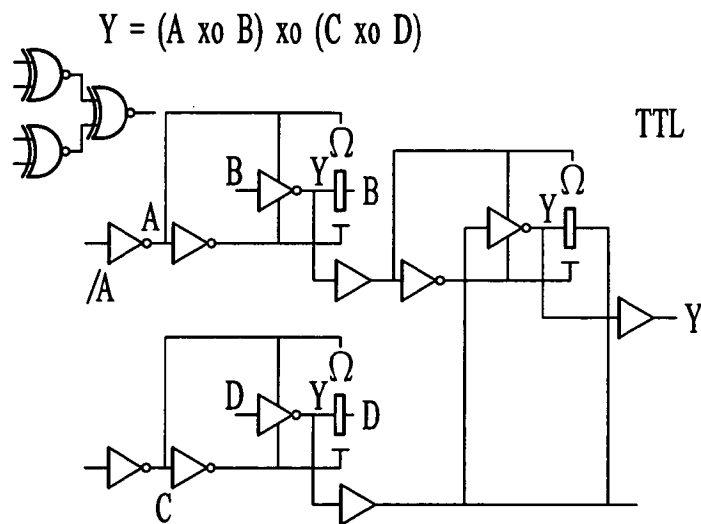 Y = (A xo B) xo (C xo D)
TTL
Ω
B Y B
A
/A
Ω
Y
Y
Ω
D Y D
C